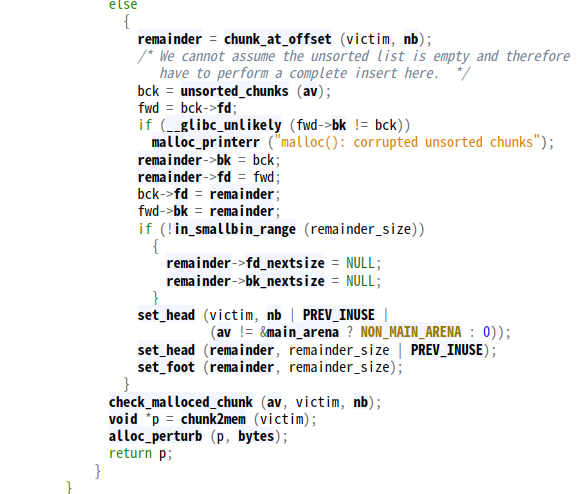 else
{
remainder = chunk_at_offset (victim, nb);
/* We cannot assume the unsorted list is empty and therefore
have to perform a complete insert here.  */
bck = unsorted_chunks (av);
fwd = bck->fd;
if (__glibc_unlikely (fwd->bk != bck))
malloc_printerr ("malloc(): corrupted unsorted chunks");
remainder->bk = bck;
remainder->fd = fwd;
bck->fd = remainder;
fwd->bk = remainder;
if (!in_smallbin_range (remainder_size))
{
remainder->fd_nextsize = NULL;
remainder->bk_nextsize = NULL;
}
set_head (victim, nb | PREV_INUSE |
(av != &main_arena ? NON_MAIN_ARENA : 0));
set_head (remainder, remainder_size | PREV_INUSE);
set_foot (remainder, remainder_size);
}
check_malloced_chunk (av, victim, nb);
void *p = chunk2mem (victim);
alloc_perturb (p, bytes);
return p;
}
}